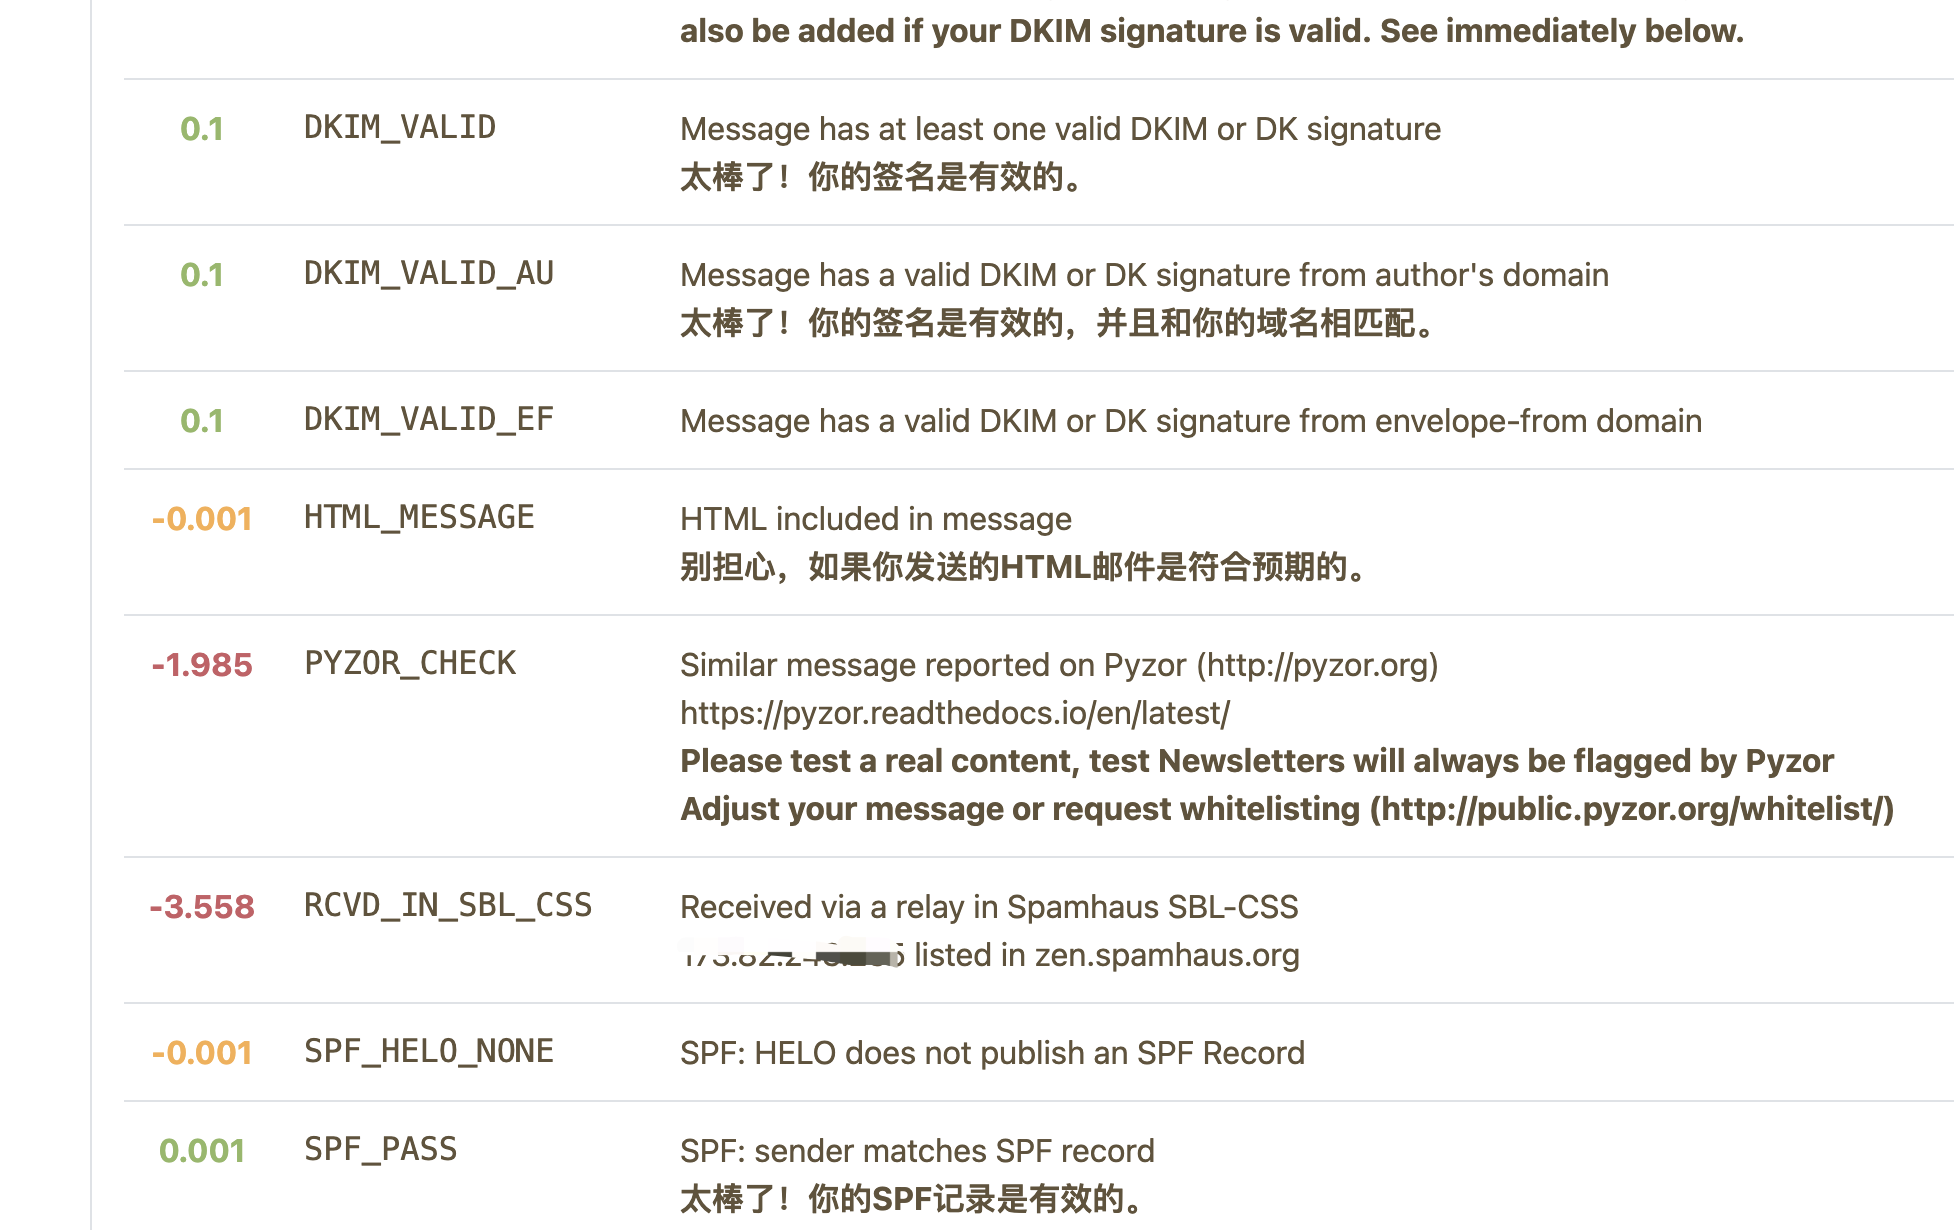 also be added if your DKIM signature is valid. See immediately below.
0.1 DKIM_VALID Message has at least one valid DKIM or DK signature
太棒了！你的签名是有效的。
0.1 DKIM_VALID_AU Message has a valid DKIM or DK signature from author's domain
太棒了！你的签名是有效的，并且和你的域名相匹配。
0.1 DKIM_VALID_EF Message has a valid DKIM or DK signature from envelope-from domain
-0.001 HTML_MESSAGE HTML included in message
别担心，如果你发送的HTML邮件是符合预期的。
-1.985 PYZOR_CHECK Similar message reported on Pyzor (http://pyzor.org)
https://pyzor.readthedocs.io/en/latest/
Please test a real content, test Newsletters will always be flagged by Pyzor
Adjust your message or request whitelisting (http://public.pyzor.org/whitelist/)
-3.558 RCVD_IN_SBL_CSS Received via a relay in Spamhaus SBL-CSS
listed in zen.spamhaus.org
-0.001 SPF_HELO_NONE SPF: HELO does not publish an SPF Record
0.001 SPF_PASS SPF: sender matches SPF record
太棒了！你的SPF记录是有效的。